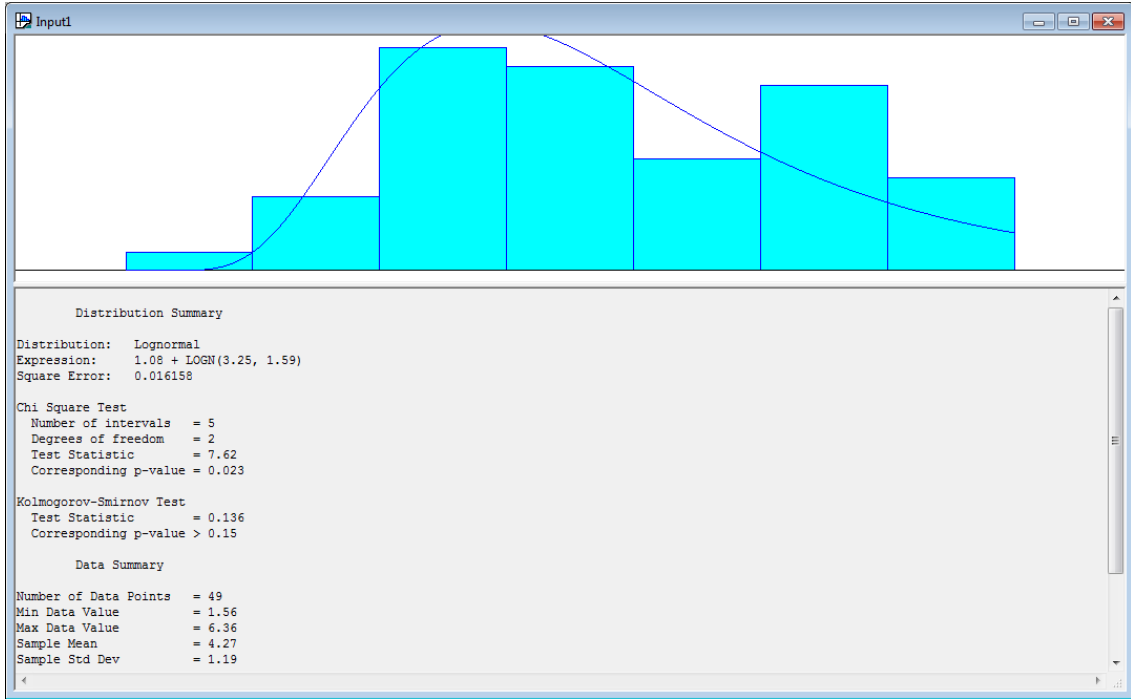 Input1
Distribution Summary
Distribution: Lognormal
Expression: 1.08 + LOGN(3.25, 1.59)
Square Error: 0.016158
Chi Square Test
Number of intervals = 5
Degrees of freedom = 2
Test Statistic = 7.62
Corresponding p-value = 0.023
Kolmogorov-Smirnov Test
Test Statistic = 0.136
Corresponding p-value > 0.15
Data Summary
Number of Data Points = 49
Min Data Value = 1.56
Max Data Value = 6.36
Sample Mean = 4.27
Sample Std Dev = 1.19